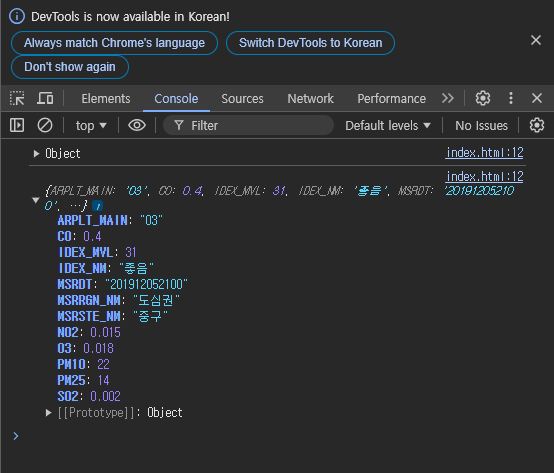 DevTools is now available in Korean!
Always match Chrome's language Switch DevTools to Korean
Don't show again
Elements Console Sources Network Performance
top Filter Default levels No Issues
Object index.html:12
index.html:12
{ARPLT_MAIN: 'O3', CO: 0.4, IDEX_MVL: 31, IDEX_NM: '좋음', MSRDT: '20191205210
0', …} i
ARPLT_MAIN: "O3"
CO: 0.4
IDEX_MVL: 31
IDEX_NM: "좋음"
MSRDT: "201912052100"
MSRRGN_NM: "도심권"
MSRSTE_NM: "중구"
NO2: 0.015
O3: 0.018
PM10: 22
PM25: 14
SO2: 0.002
[[Prototype]]: Object